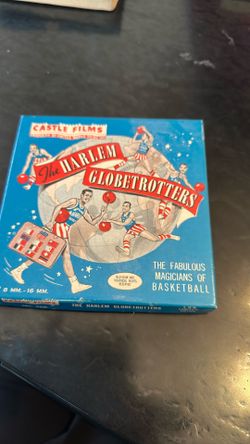 CASTLE FILMS
The HARLEM
GLOBETROTTERS
THE FABULOUS
MAGICIANS OF
BASKETBALL
8 MM.-16 MM.
THE HARLEM GLOBETROTTERS